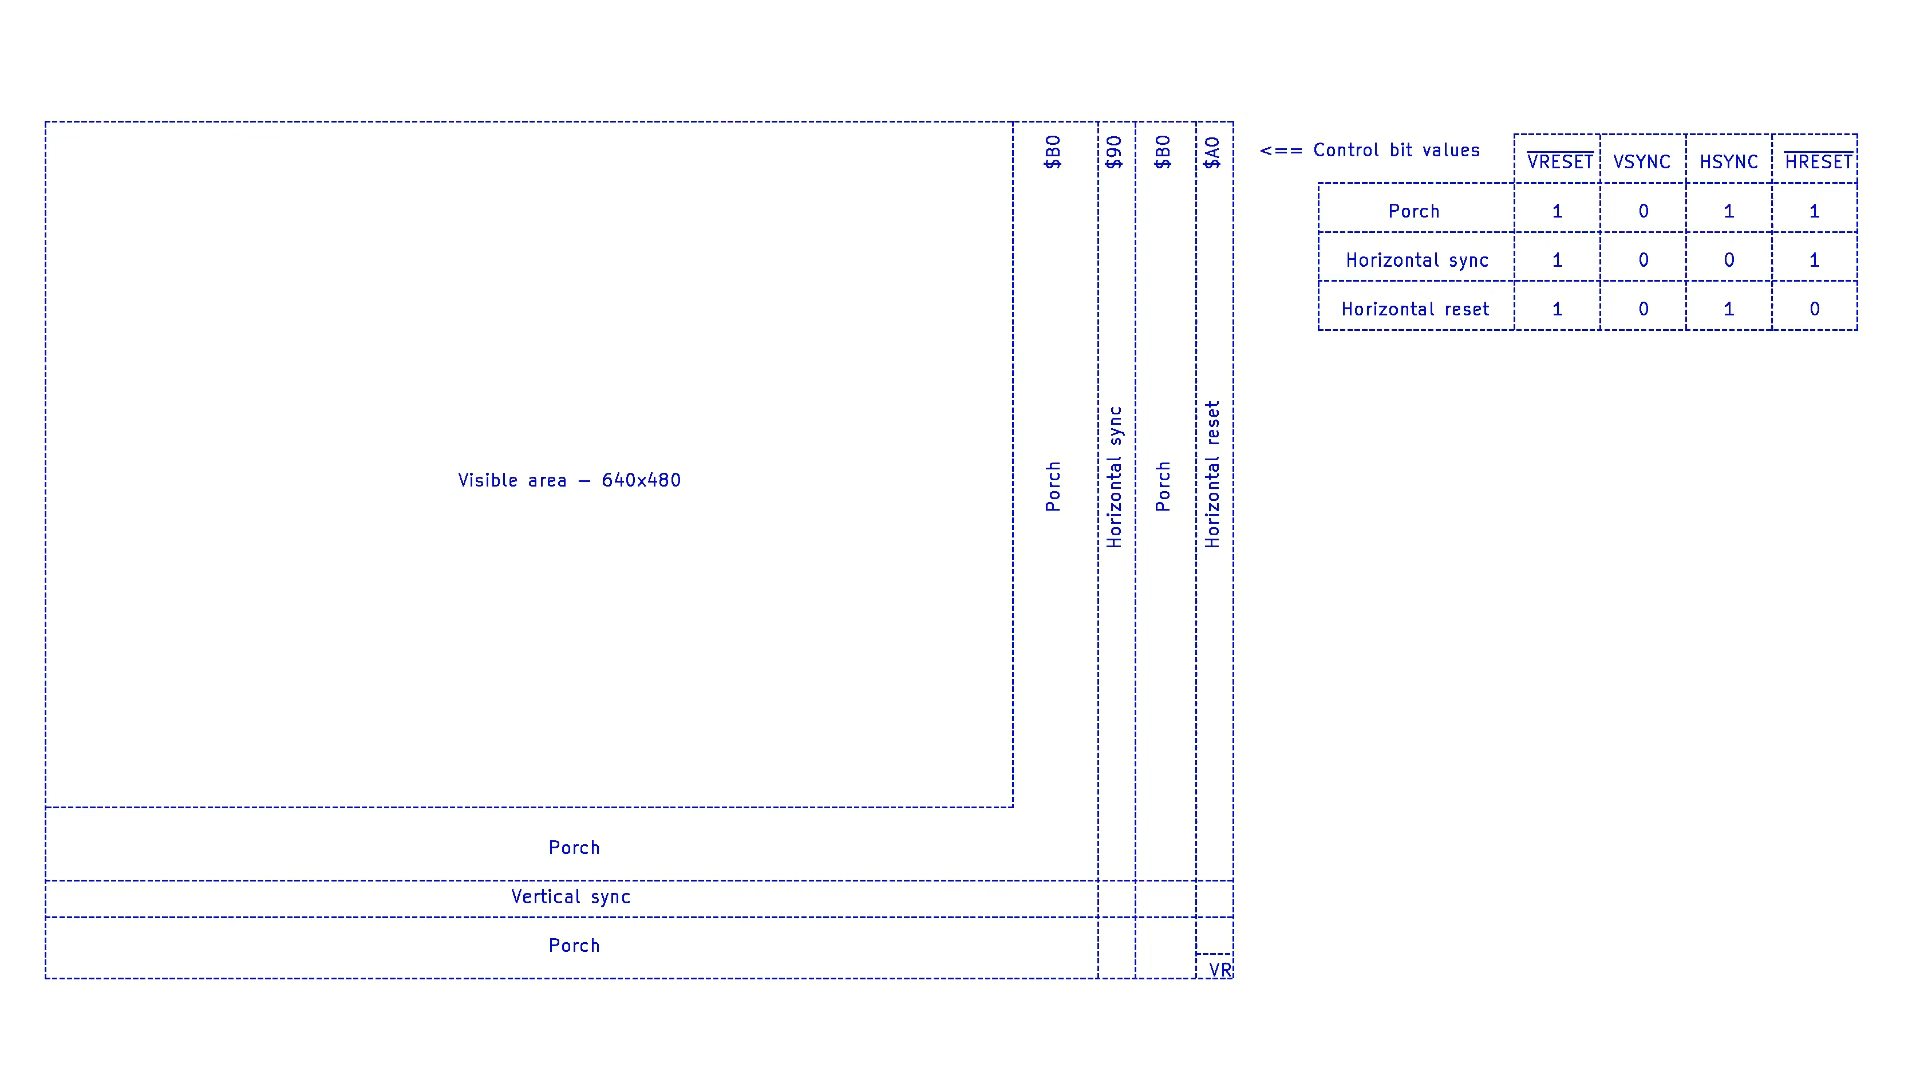 $B0
$90
$B0
$A0
<== Control bit values
VRESET VSYNC HSYNC HRESET
Porch 1 0 1 1
Horizontal sync 1 0 0 1
Horizontal reset 1 0 1 0
Visible area – 640x480
Porch
Horizontal sync
Porch
Horizontal reset
Porch
Vertical sync
Porch
VR